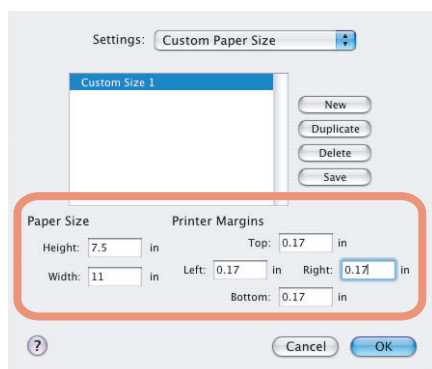 Settings: Custom Paper Size
Custom Size 1
New
Duplicate
Delete
Save
Paper Size Printer Margins
Height: 7.5 in Top: 0.17 in
Width: 11 in Left: 0.17 in Right: 0.17 in
Bottom: 0.17 in
? Cancel OK